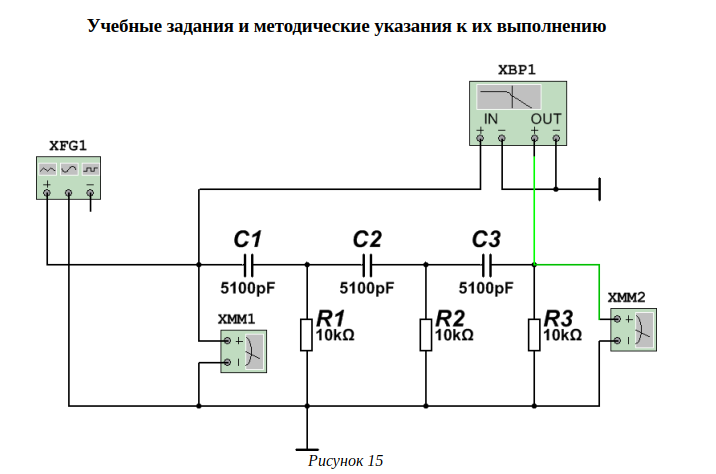 Учебные задания и методические указания к их выполнению
XBP1
IN OUT
+ − + −
XFG1
+ −
C1 C2 C3
5100pF 5100pF 5100pF
XMM2
XMM1 R1 R2 R3
10kΩ 10kΩ 10kΩ
Рисунок 15